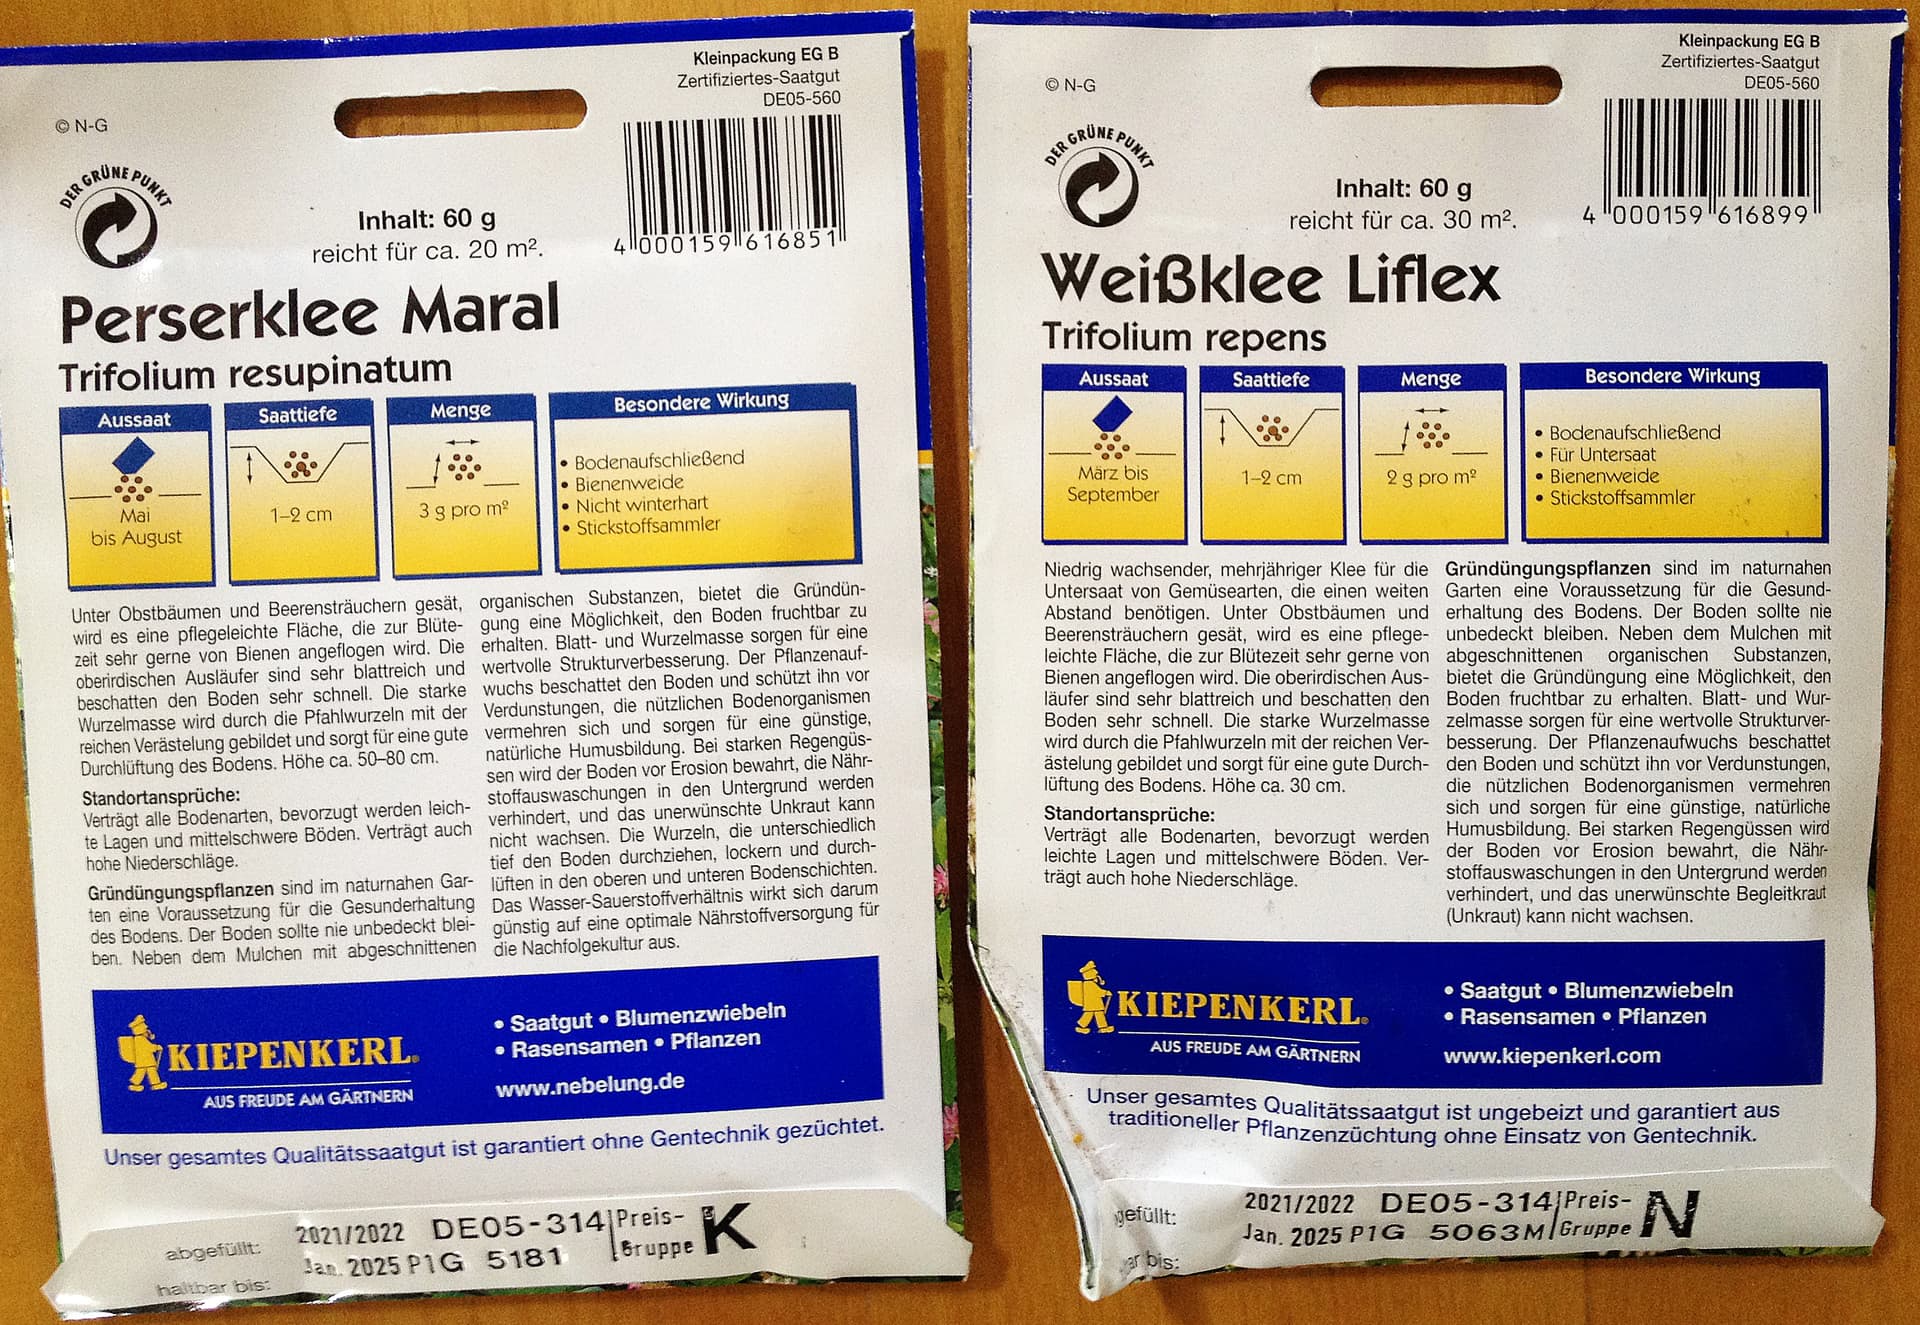 Kleinpackung EG B
Zertifiziertes-Saatgut
DE05-560
© N-G
DER GRÜNE PUNKT
Inhalt: 60 g
reicht für ca. 20 m².
4 000159 616851
Perserklee Maral
Trifolium resupinatum
Aussaat
Mai
bis August
Saattiefe
1–2 cm
Menge
3 g pro m²
Besondere Wirkung
• Bodenaufschließend
• Bienenweide
• Nicht winterhart
• Stickstoffsammler
Unter Obstbäumen und Beerensträuchern gesät,
wird es eine pflegeleichte Fläche, die zur Blüte-
zeit sehr gerne von Bienen angeflogen wird. Die
oberirdischen Ausläufer sind sehr blattreich und
beschatten den Boden sehr schnell. Die starke
Wurzelmasse wird durch die Pfahlwurzeln mit der
reichen Verästelung gebildet und sorgt für eine gute
Durchlüftung des Bodens. Höhe ca. 50–80 cm.
Standortansprüche:
Verträgt alle Bodenarten, bevorzugt werden leich-
te Lagen und mittelschwere Böden. Verträgt auch
hohe Niederschläge.
Gründüngungspflanzen sind im naturnahen Gar-
ten eine Voraussetzung für die Gesunderhaltung
des Bodens. Der Boden sollte nie unbedeckt blei-
ben. Neben dem Mulchen mit abgeschnittenen
organischen Substanzen, bietet die Gründün-
gung eine Möglichkeit, den Boden fruchtbar zu
erhalten. Blatt- und Wurzelmasse sorgen für eine
wertvolle Strukturverbesserung. Der Pflanzenauf-
wuchs beschattet den Boden und schützt ihn vor
Verdunstungen, die nützlichen Bodenorganismen
vermehren sich und sorgen für eine günstige,
natürliche Humusbildung. Bei starken Regengüs-
sen wird der Boden vor Erosion bewahrt, die Nähr-
stoffauswaschungen in den Untergrund werden
verhindert, und das unerwünschte Unkraut kann
nicht wachsen. Die Wurzeln, die unterschiedlich
tief den Boden durchziehen, lockern und durch-
lüften in den oberen und unteren Bodenschichten.
Das Wasser-Sauerstoffverhältnis wirkt sich darum
günstig auf eine optimale Nährstoffversorgung für
die Nachfolgekultur aus.
KIEPENKERL®
AUS FREUDE AM GÄRTNERN
• Saatgut • Blumenzwiebeln
• Rasensamen • Pflanzen
www.nebelung.de
Unser gesamtes Qualitätssaatgut ist garantiert ohne Gentechnik gezüchtet.
abgefüllt: 2021/2022 DE05-314 Preis-
haltbar bis: Jan. 2025 P1G 5181 Gruppe K
Kleinpackung EG B
Zertifiziertes-Saatgut
DE05-560
© N-G
DER GRÜNE PUNKT
Inhalt: 60 g
reicht für ca. 30 m².
4 000159 616899
Weißklee Liflex
Trifolium repens
Aussaat
März bis
September
Saattiefe
1–2 cm
Menge
2 g pro m²
Besondere Wirkung
• Bodenaufschließend
• Für Untersaat
• Bienenweide
• Stickstoffsammler
Niedrig wachsender, mehrjähriger Klee für die
Untersaat von Gemüsearten, die einen weiten
Abstand benötigen. Unter Obstbäumen und
Beerensträuchern gesät, wird es eine pflege-
leichte Fläche, die zur Blütezeit sehr gerne von
Bienen angeflogen wird. Die oberirdischen Aus-
läufer sind sehr blattreich und beschatten den
Boden sehr schnell. Die starke Wurzelmasse
wird durch die Pfahlwurzeln mit der reichen Ver-
ästelung gebildet und sorgt für eine gute Durch-
lüftung des Bodens. Höhe ca. 30 cm.
Standortansprüche:
Verträgt alle Bodenarten, bevorzugt werden
leichte Lagen und mittelschwere Böden. Ver-
trägt auch hohe Niederschläge.
Gründüngungspflanzen sind im naturnahen
Garten eine Voraussetzung für die Gesund-
erhaltung des Bodens. Der Boden sollte nie
unbedeckt bleiben. Neben dem Mulchen mit
abgeschnittenen organischen Substanzen,
bietet die Gründüngung eine Möglichkeit, den
Boden fruchtbar zu erhalten. Blatt- und Wur-
zelmasse sorgen für eine wertvolle Strukturver-
besserung. Der Pflanzenaufwuchs beschattet
den Boden und schützt ihn vor Verdunstungen,
die nützlichen Bodenorganismen vermehren
sich und sorgen für eine günstige, natürliche
Humusbildung. Bei starken Regengüssen wird
der Boden vor Erosion bewahrt, die Nähr-
stoffauswaschungen in den Untergrund werden
verhindert, und das unerwünschte Begleitkraut
(Unkraut) kann nicht wachsen.
KIEPENKERL®
AUS FREUDE AM GÄRTNERN
• Saatgut • Blumenzwiebeln
• Rasensamen • Pflanzen
www.kiepenkerl.com
Unser gesamtes Qualitätssaatgut ist ungebeizt und garantiert aus
traditioneller Pflanzenzüchtung ohne Einsatz von Gentechnik.
gefüllt: 2021/2022 DE05-314 Preis-
ar bis: Jan. 2025 P1G 5063M Gruppe N